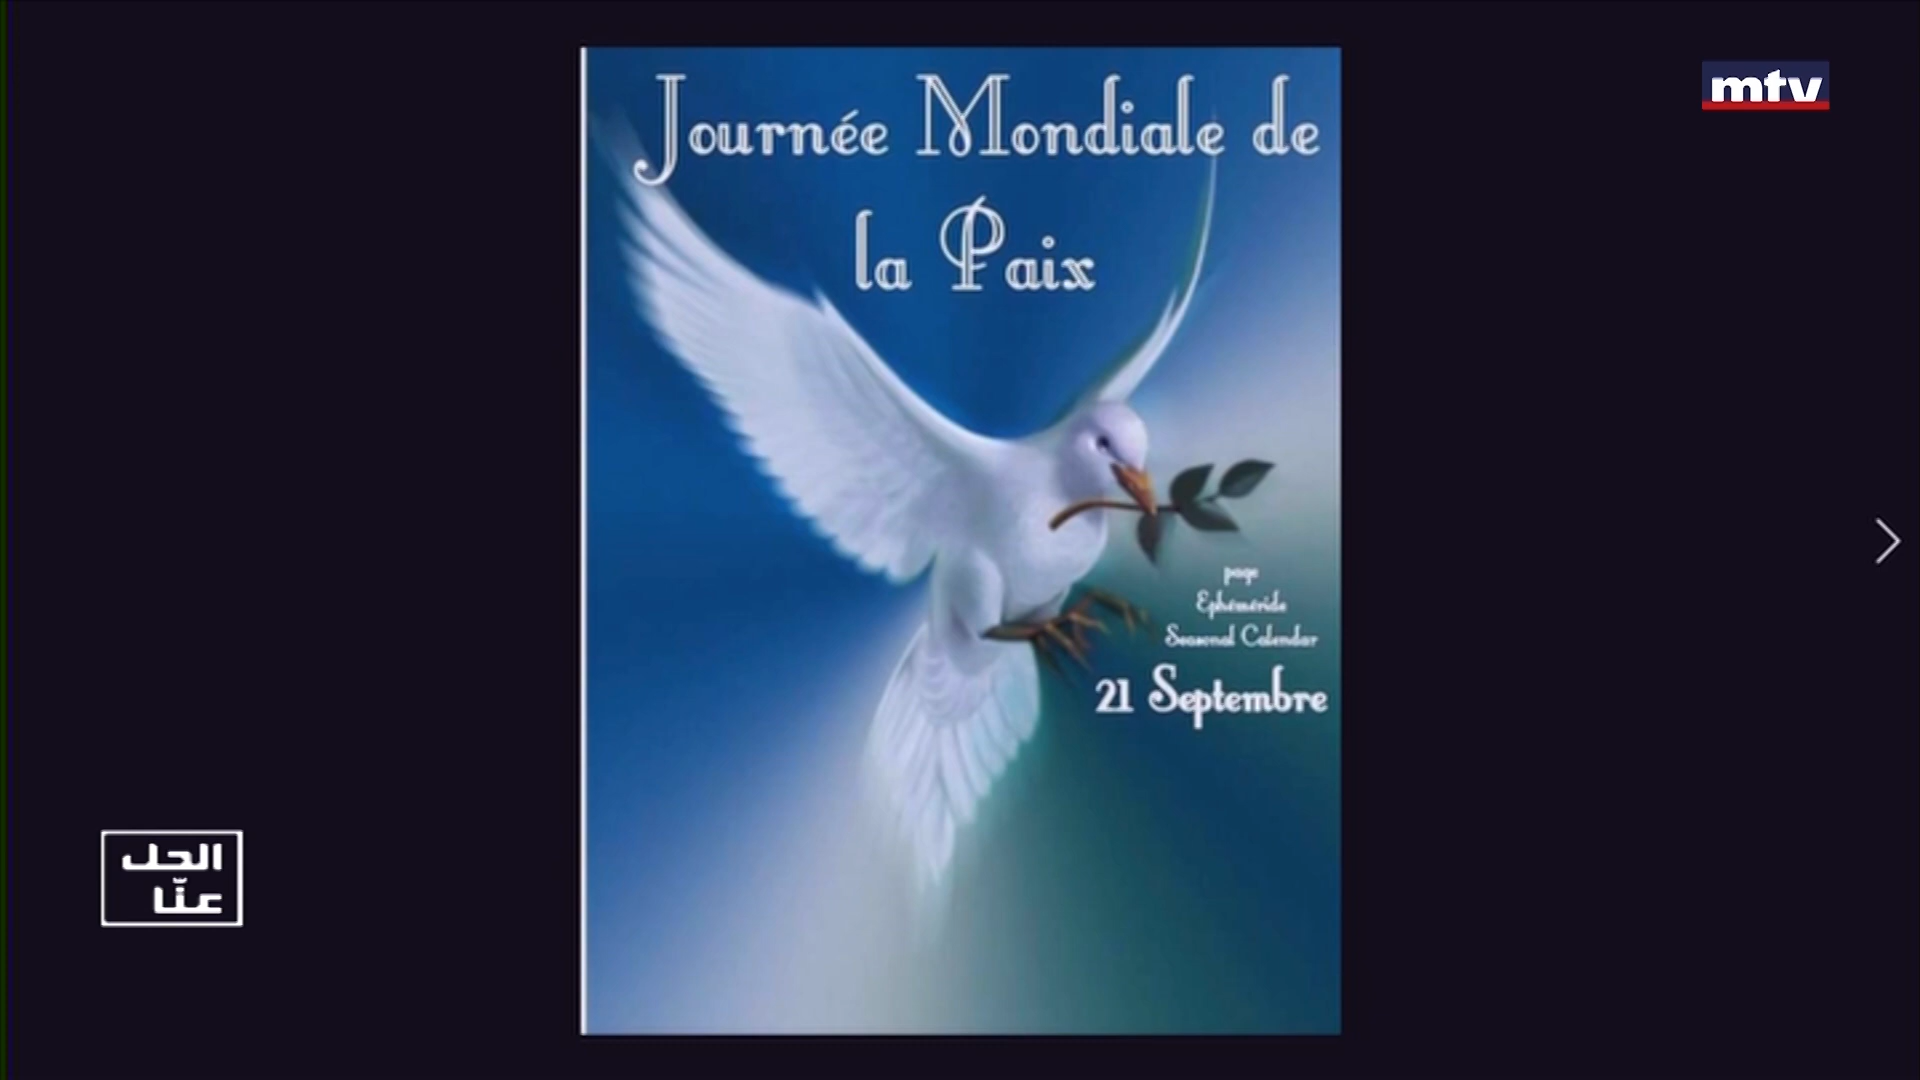 Journée Mondiale de
la Paix
mtv
page
Ephéméride
Seasonal Calendar
21 Septembre
الحل
عنّا